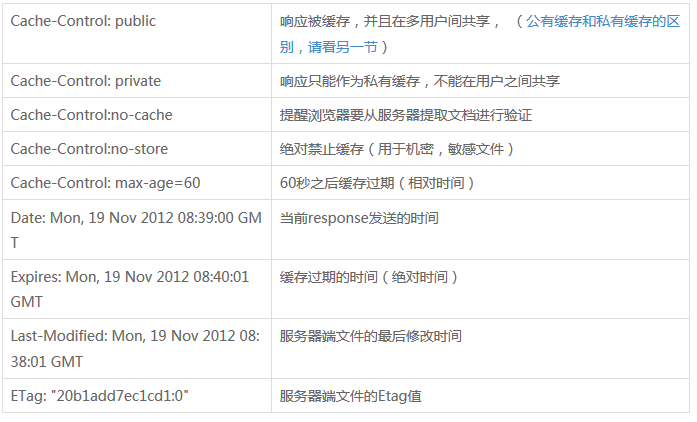 Cache-Control: public
响应被缓存，并且在多用户间共享， （公有缓存和私有缓存的区
别，请看另一节）
Cache-Control: private
响应只能作为私有缓存，不能在用户之间共享
Cache-Control:no-cache
提醒浏览器要从服务器提取文档进行验证
Cache-Control:no-store
绝对禁止缓存（用于机密，敏感文件）
Cache-Control: max-age=60
60秒之后缓存过期（相对时间）
Date: Mon, 19 Nov 2012 08:39:00 GM
T
当前response发送的时间
Expires: Mon, 19 Nov 2012 08:40:01
GMT
缓存过期的时间（绝对时间）
Last-Modified: Mon, 19 Nov 2012 08:
38:01 GMT
服务器端文件的最后修改时间
ETag: "20b1add7ec1cd1:0"
服务器端文件的Etag值